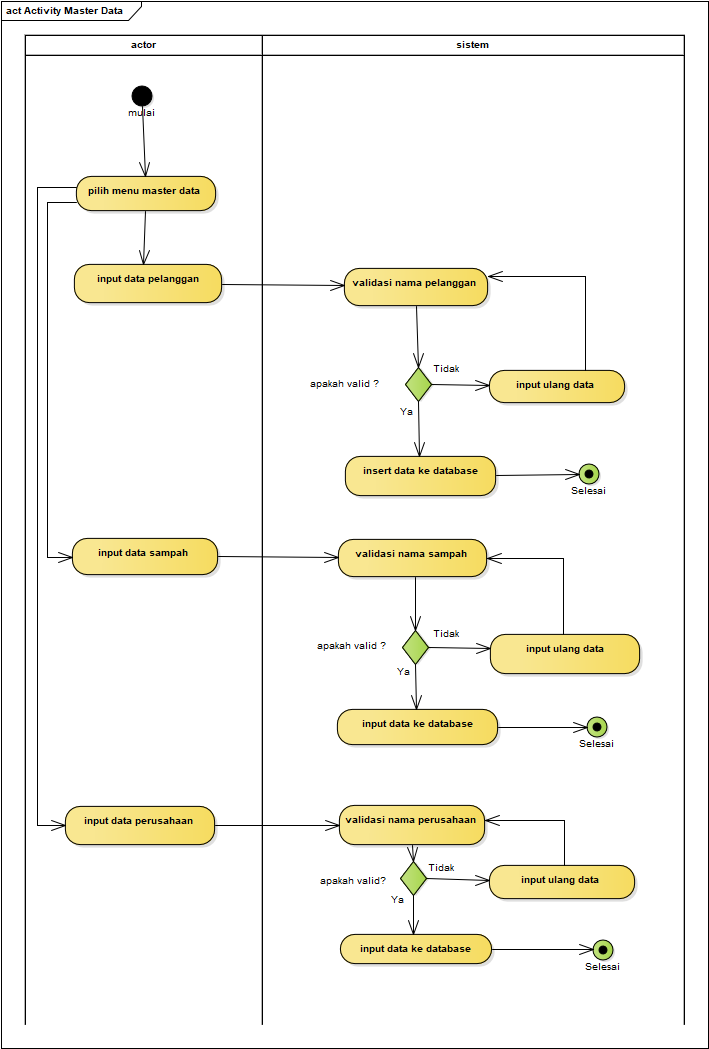 act Activity Master Data
actor
sistem
mulai
pilih menu master data
input data pelanggan
validasi nama pelanggan
Tidak
apakah valid ?
input ulang data
Ya
insert data ke database
Selesai
input data sampah
validasi nama sampah
Tidak
apakah valid ?
input ulang data
Ya
input data ke database
Selesai
input data perusahaan
validasi nama perusahaan
Tidak
apakah valid?
input ulang data
Ya
input data ke database
Selesai